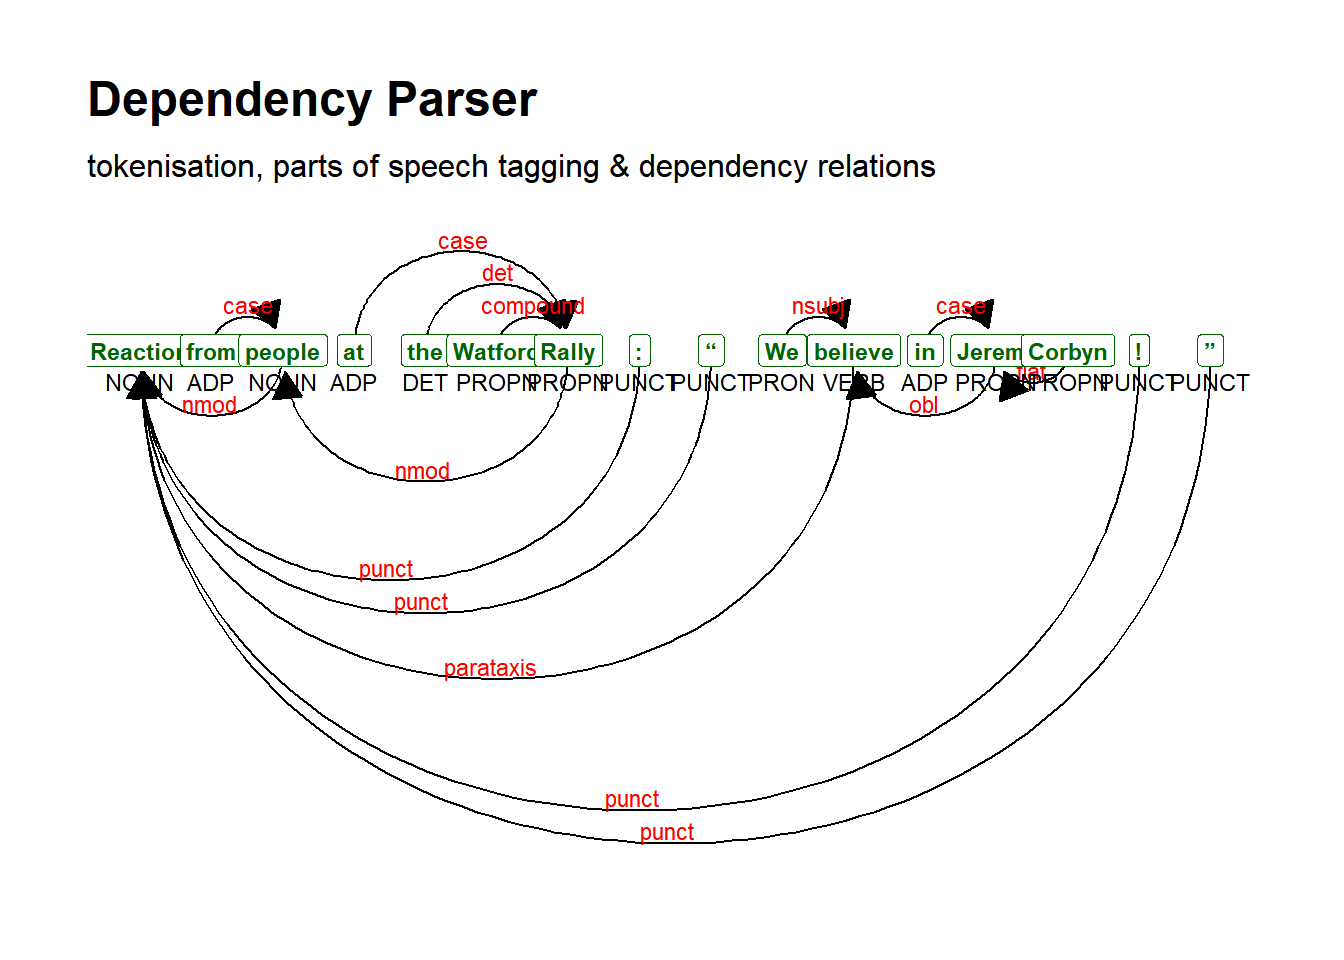 Dependency Parser
tokenisation, parts of speech tagging & dependency relations
case
det
case compound nsubj case
Reaction from people at the Watford Rally : “ We believe in Jerem Corbyn ! ”
NOUN ADP NOUN ADP DET PROPN PROPN PUNCT PUNCT PRON VERB ADP PROPN PROPN PUNCT PUNCT
flat
nmod obl
nmod
punct
punct
parataxis
punct
punct